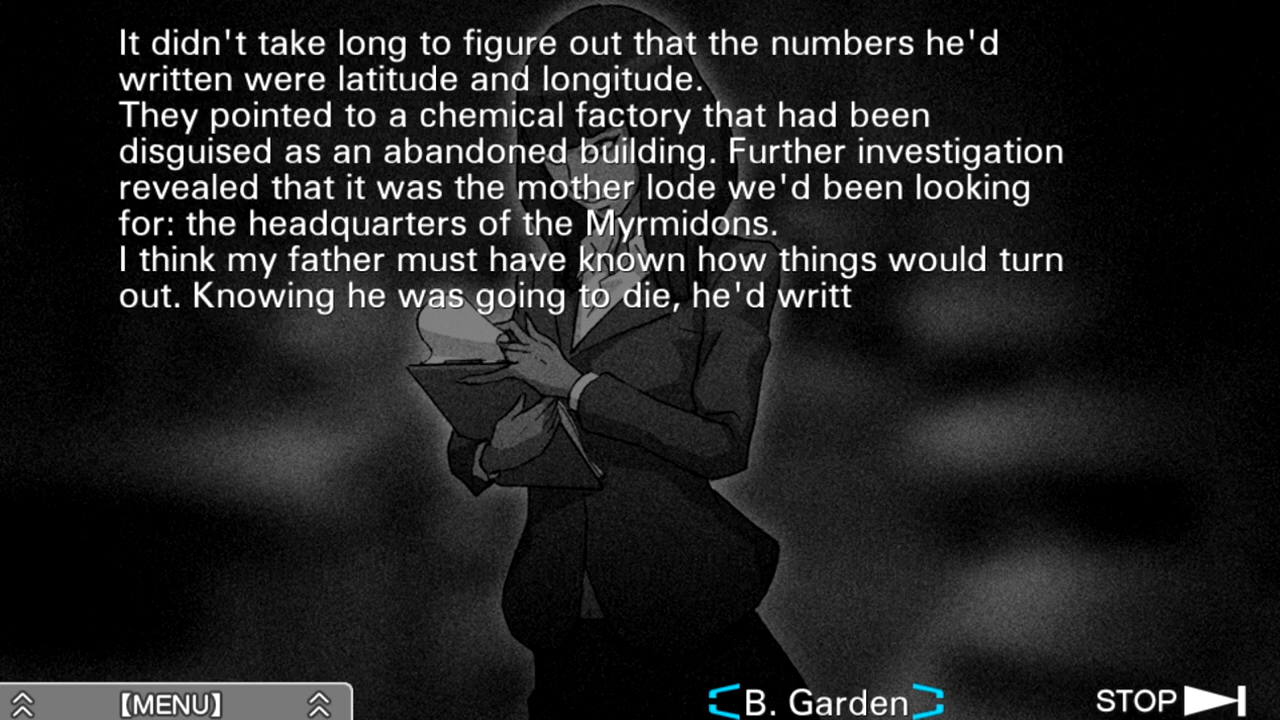 It didn't take long to figure out that the numbers he'd
written were latitude and longitude.
They pointed to a chemical factory that had been
disguised as an abandoned building. Further investigation
revealed that it was the mother lode we'd been looking
for: the headquarters of the Myrmidons.
I think my father must have known how things would turn
out. Knowing he was going to die, he'd writt
【MENU】
B. Garden
STOP